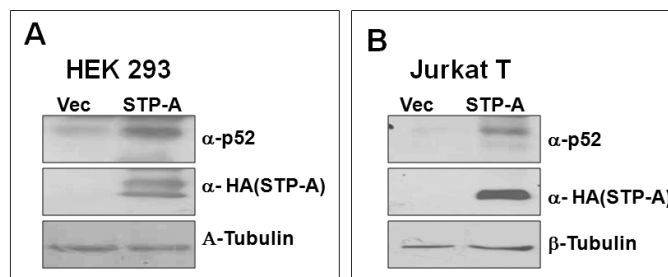 A
HEK 293
Vec STP-A
α-p52
α- HA(STP-A)
A-Tubulin
B
Jurkat T
Vec STP-A
α-p52
α- HA(STP-A)
β-Tubulin